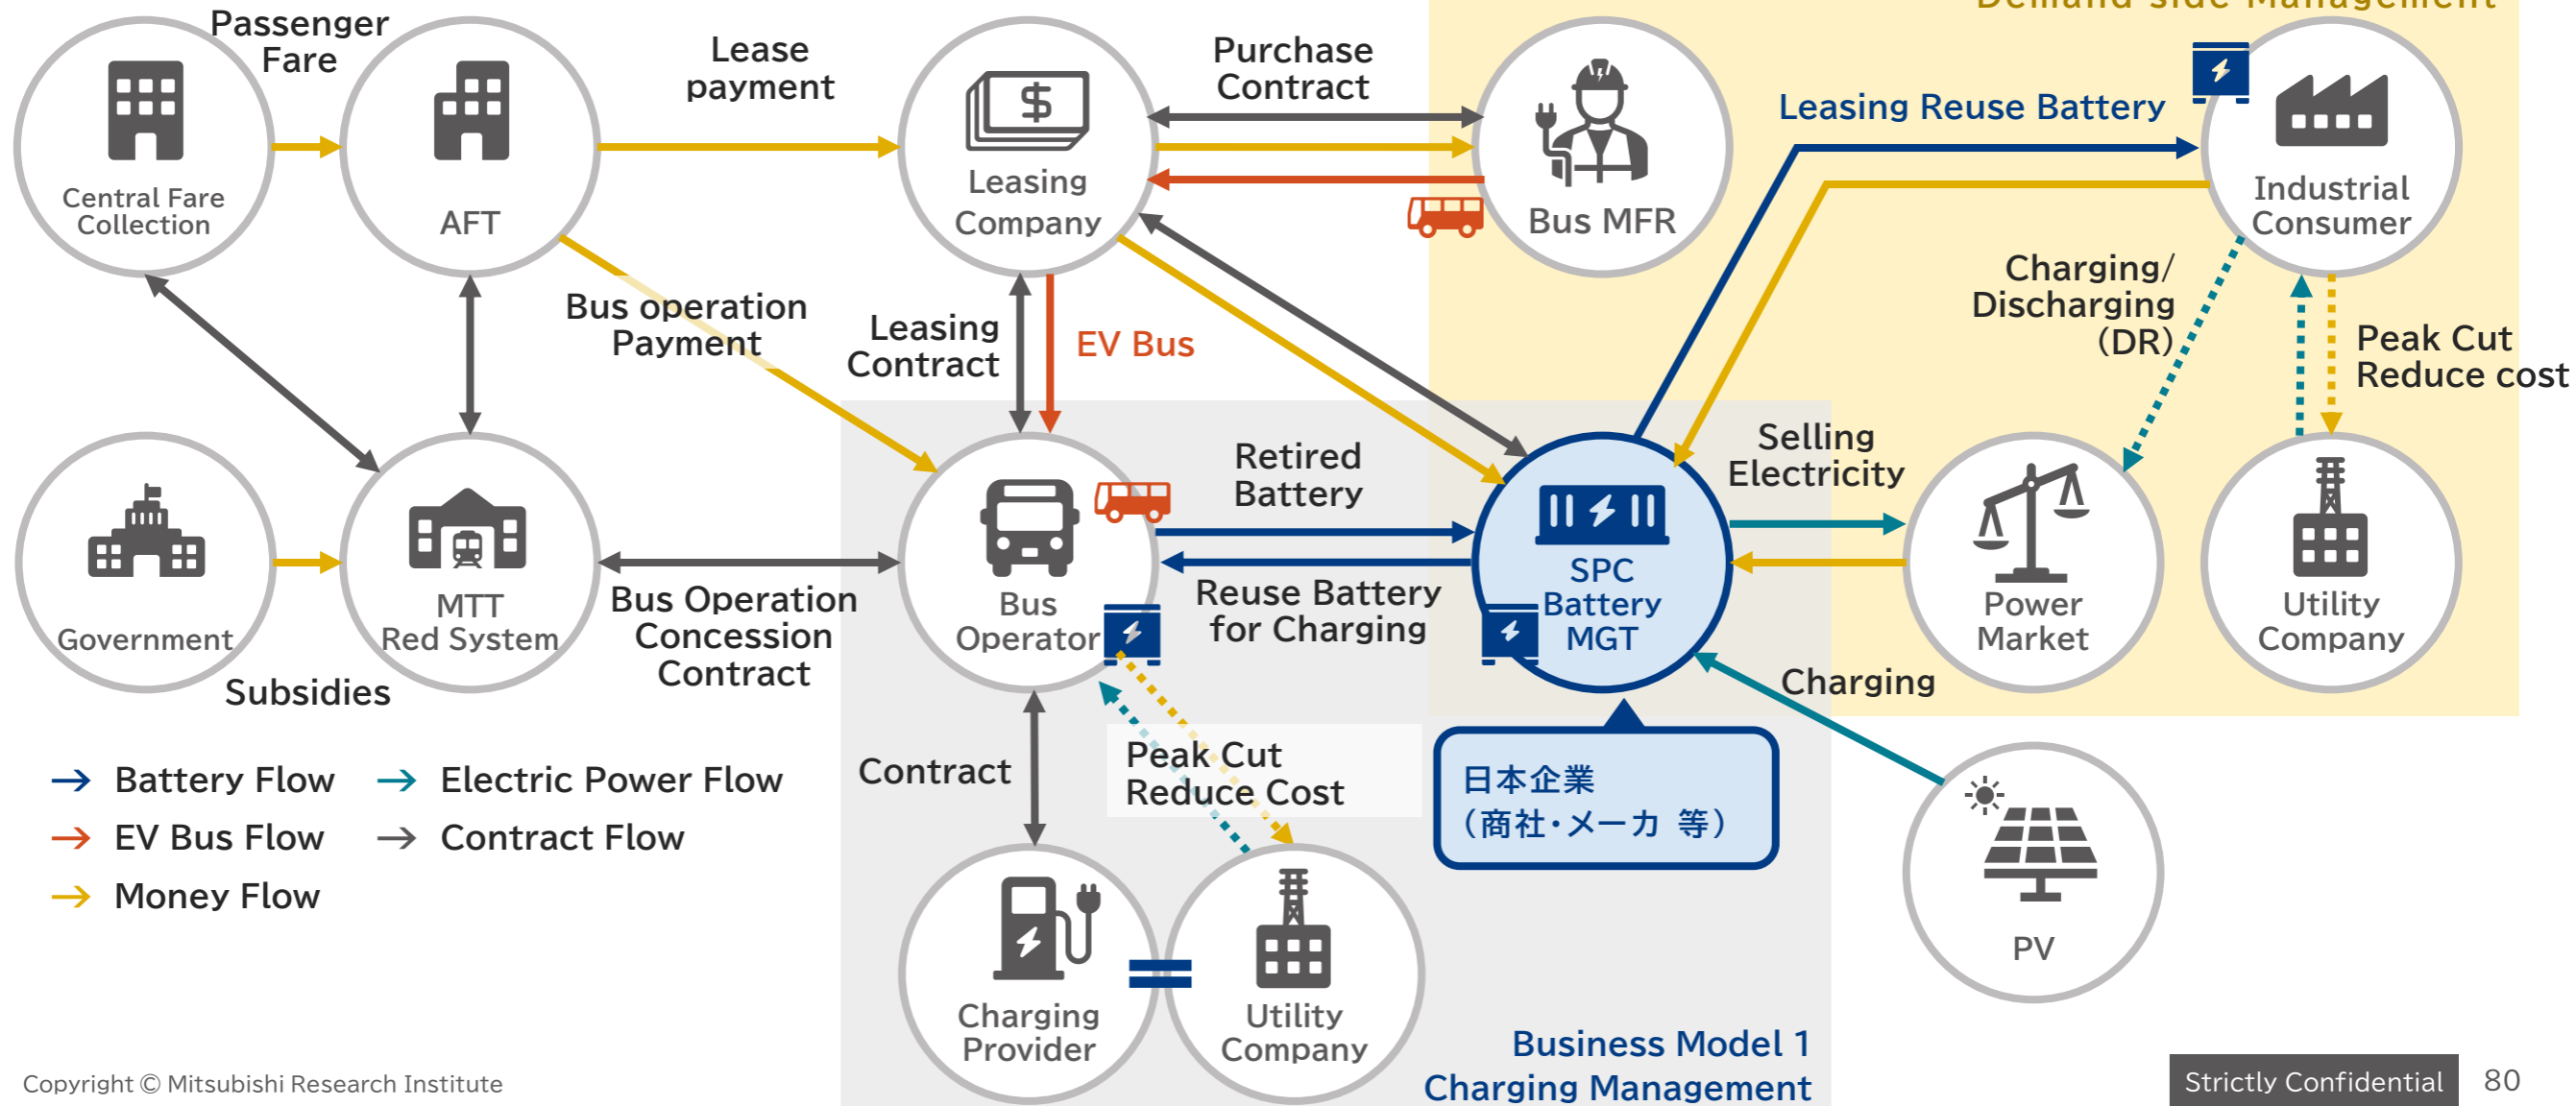 Demand side Management
Passenger
Fare
Lease
payment
Purchase
Contract
Leasing Reuse Battery
Central Fare
Collection
AFT
Leasing
Company
Bus MFR
Industrial
Consumer
Bus operation
Payment
Leasing
Contract
EV Bus
Charging/
Discharging
(DR)
Peak Cut
Reduce cost
Retired
Battery
Selling
Electricity
Government
MTT
Red System
Bus Operation
Concession
Contract
Bus
Operator
Reuse Battery
for Charging
SPC
Battery
MGT
Power
Market
Utility
Company
Subsidies
Charging
Contract
Peak Cut
Reduce Cost
日本企業
（商社・メーカ 等）
Battery Flow
Electric Power Flow
EV Bus Flow
Contract Flow
Money Flow
Charging
Provider
Utility
Company
PV
Business Model 1
Charging Management
Copyright © Mitsubishi Research Institute
Strictly Confidential
80